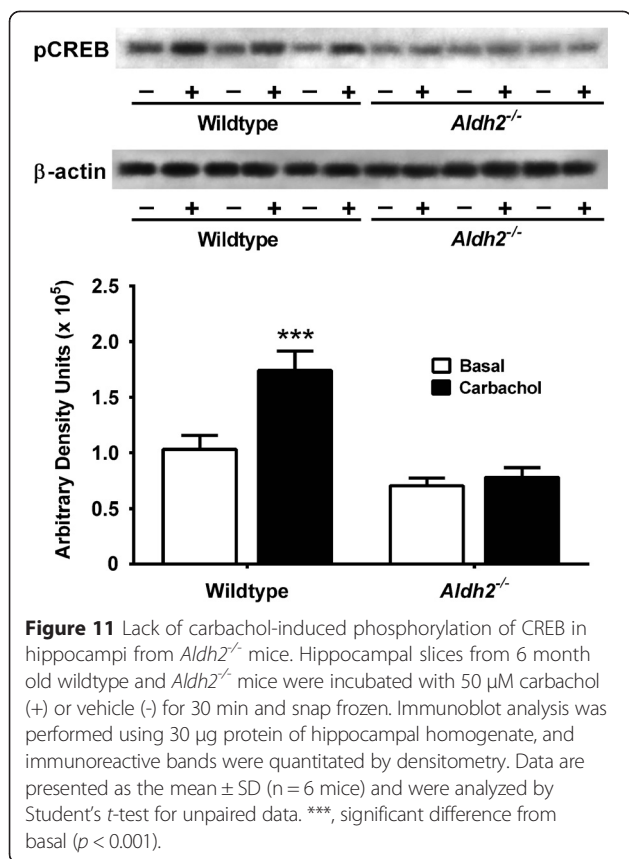 pCREB
− + − + − + − + − + − +
Wildtype Aldh2-/-
β-actin
− + − + − + − + − + − +
Wildtype Aldh2-/-
Arbitrary Density Units (x 10⁵)
2.5
2.0
1.5
1.0
0.5
0
***
Basal
Carbachol
Wildtype Aldh2-/-
Figure 11 Lack of carbachol-induced phosphorylation of CREB in
hippocampi from Aldh2-/- mice. Hippocampal slices from 6 month
old wildtype and Aldh2-/- mice were incubated with 50 μM carbachol
(+) or vehicle (-) for 30 min and snap frozen. Immunoblot analysis was
performed using 30 μg protein of hippocampal homogenate, and
immunoreactive bands were quantitated by densitometry. Data are
presented as the mean ± SD (n = 6 mice) and were analyzed by
Student's t-test for unpaired data. ***, significant difference from
basal (p < 0.001).